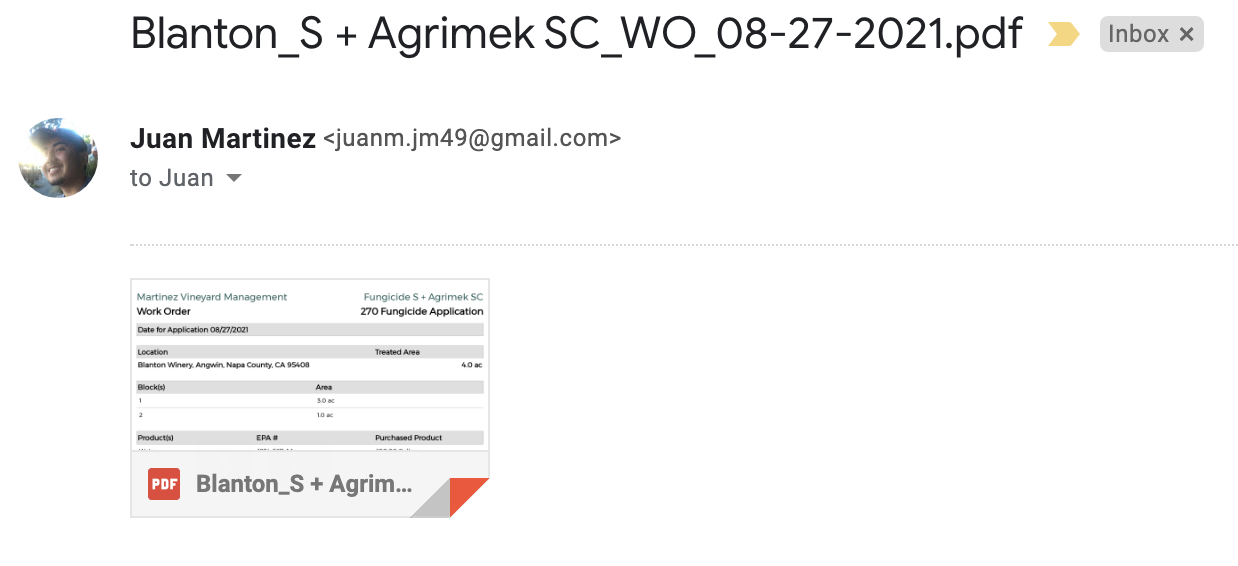 Blanton_S + Agrimek SC_WO_08-27-2021.pdf Inbox ×
Juan Martinez <juanm.jm49@gmail.com>
to Juan
Martinez Vineyard Management Fungicide S + Agrimek SC
Work Order 270 Fungicide Application
Date for Application 08/27/2021
Location Treated Area
Blanton Winery, Angwin, Napa County, CA 95408 4.0 ac
Block(s) Area
1 3.0 ac
2 1.0 ac
Product(s) EPA # Purchased Product
PDF Blanton_S + Agrim...